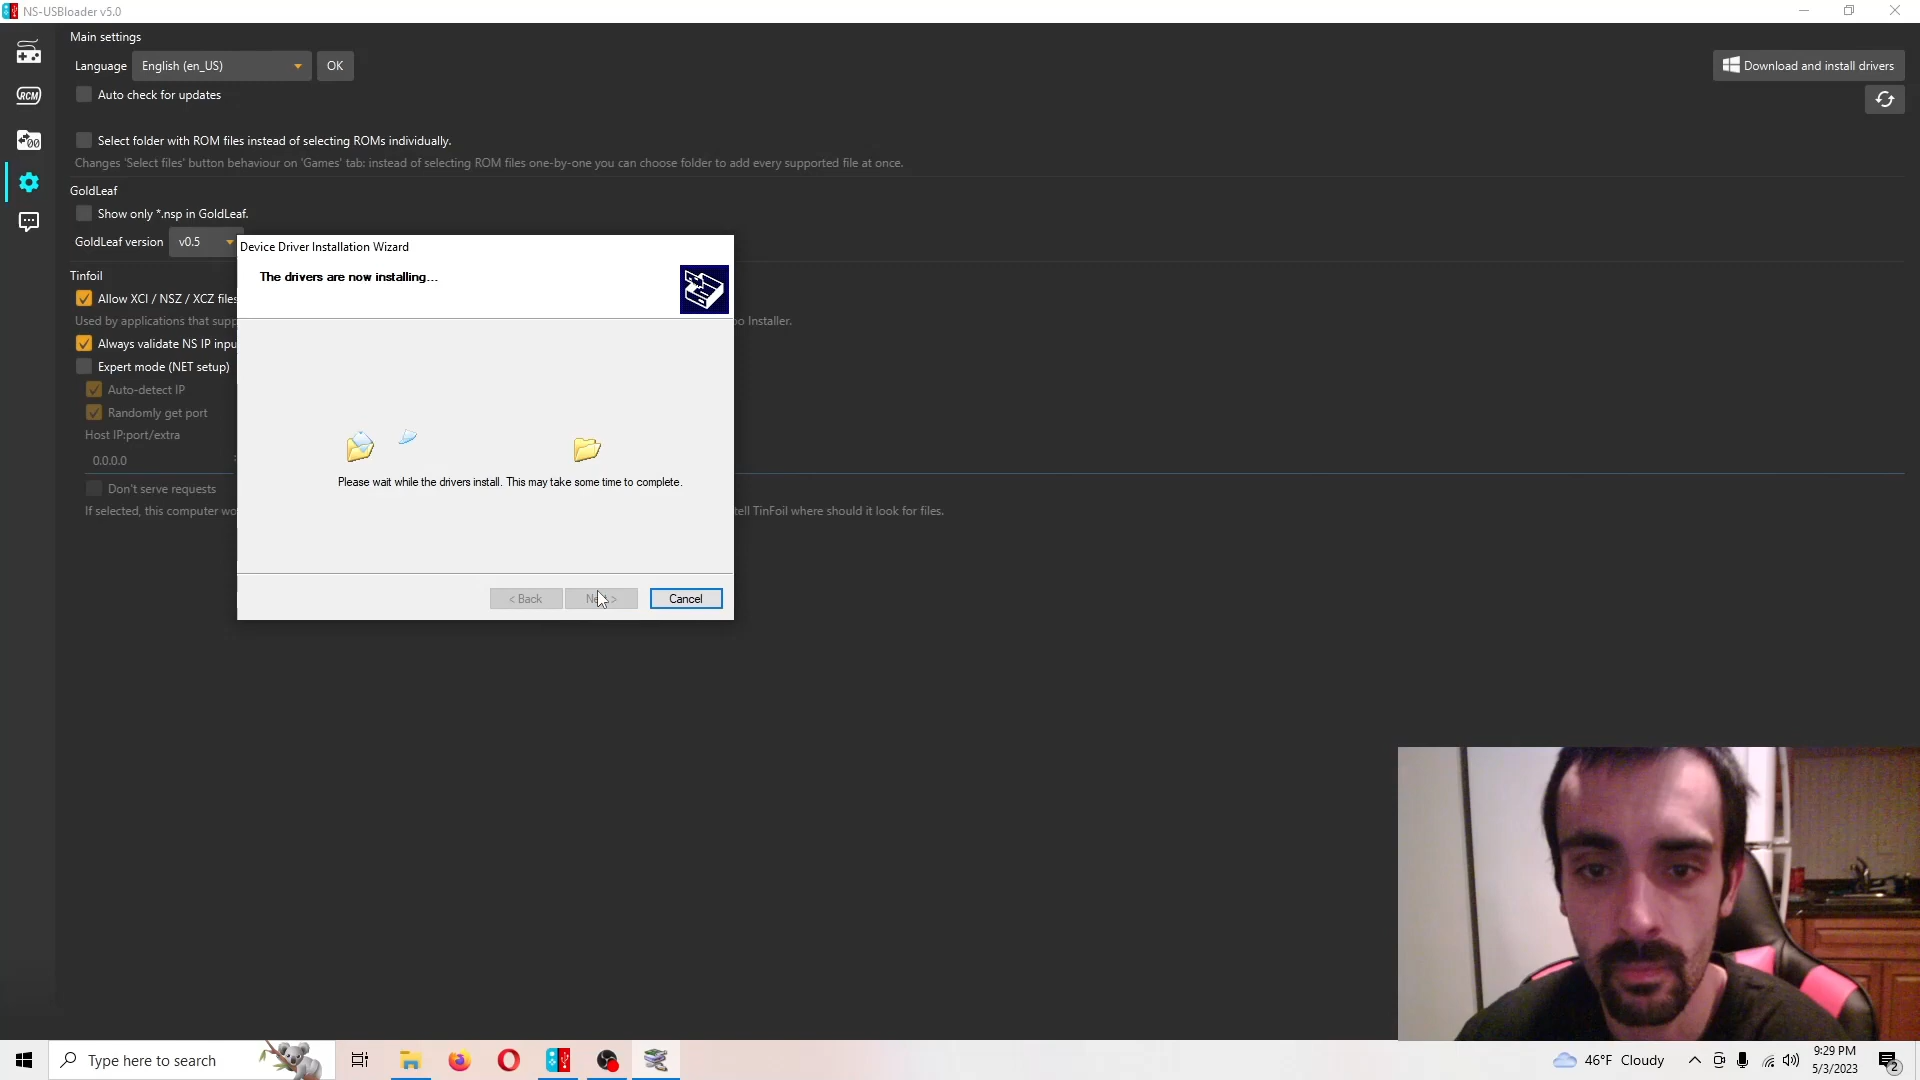 NS-USBloader v5.0
Main settings
Language English (en_US) OK
Download and install drivers
Auto check for updates
RCM
Select folder with ROM files instead of selecting ROMs individually.
Changes 'Select files' button behaviour on 'Games' tab: instead of selecting ROM files one-by-one you can choose folder to add every supported file at once.
GoldLeaf
Show only *.nsp in GoldLeaf.
GoldLeaf version v0.5
Device Driver Installation Wizard
The drivers are now installing...
Tinfoil
Allow XCI / NSZ / XCZ files
Used by applications that supp
oo Installer.
Always validate NS IP inpu
Expert mode (NET setup)
Auto-detect IP
Randomly get port
Host IP:port/extra
0.0.0.0 :
Please wait while the drivers install. This may take some time to complete.
Don't serve requests
If selected, this computer wo
tell TinFoil where should it look for files.
< Back
Cancel
Type here to search
46°F Cloudy
9:29 PM
5/3/2023
2